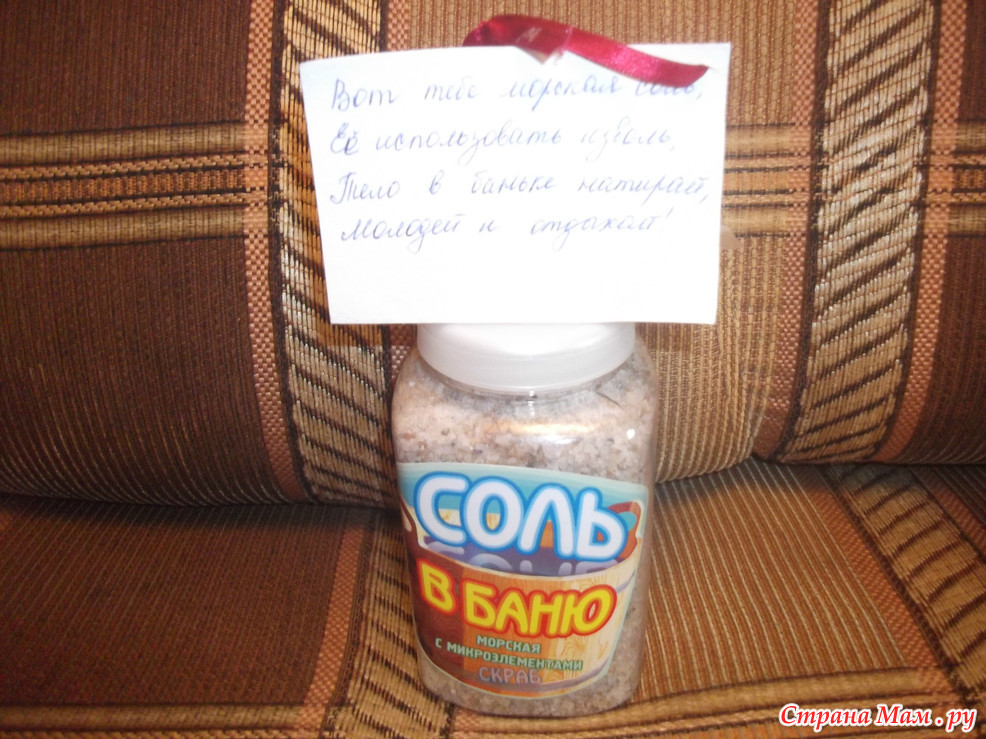 Вот тебе морская соль,
Её использовать изволь,
Тело в баньке натирай,
Молодей и отдыхай!
СОЛЬ
В БАНЮ
МОРСКАЯ
С МИКРОЭЛЕМЕНТАМИ
СКРАБ
Страна Мам.ру